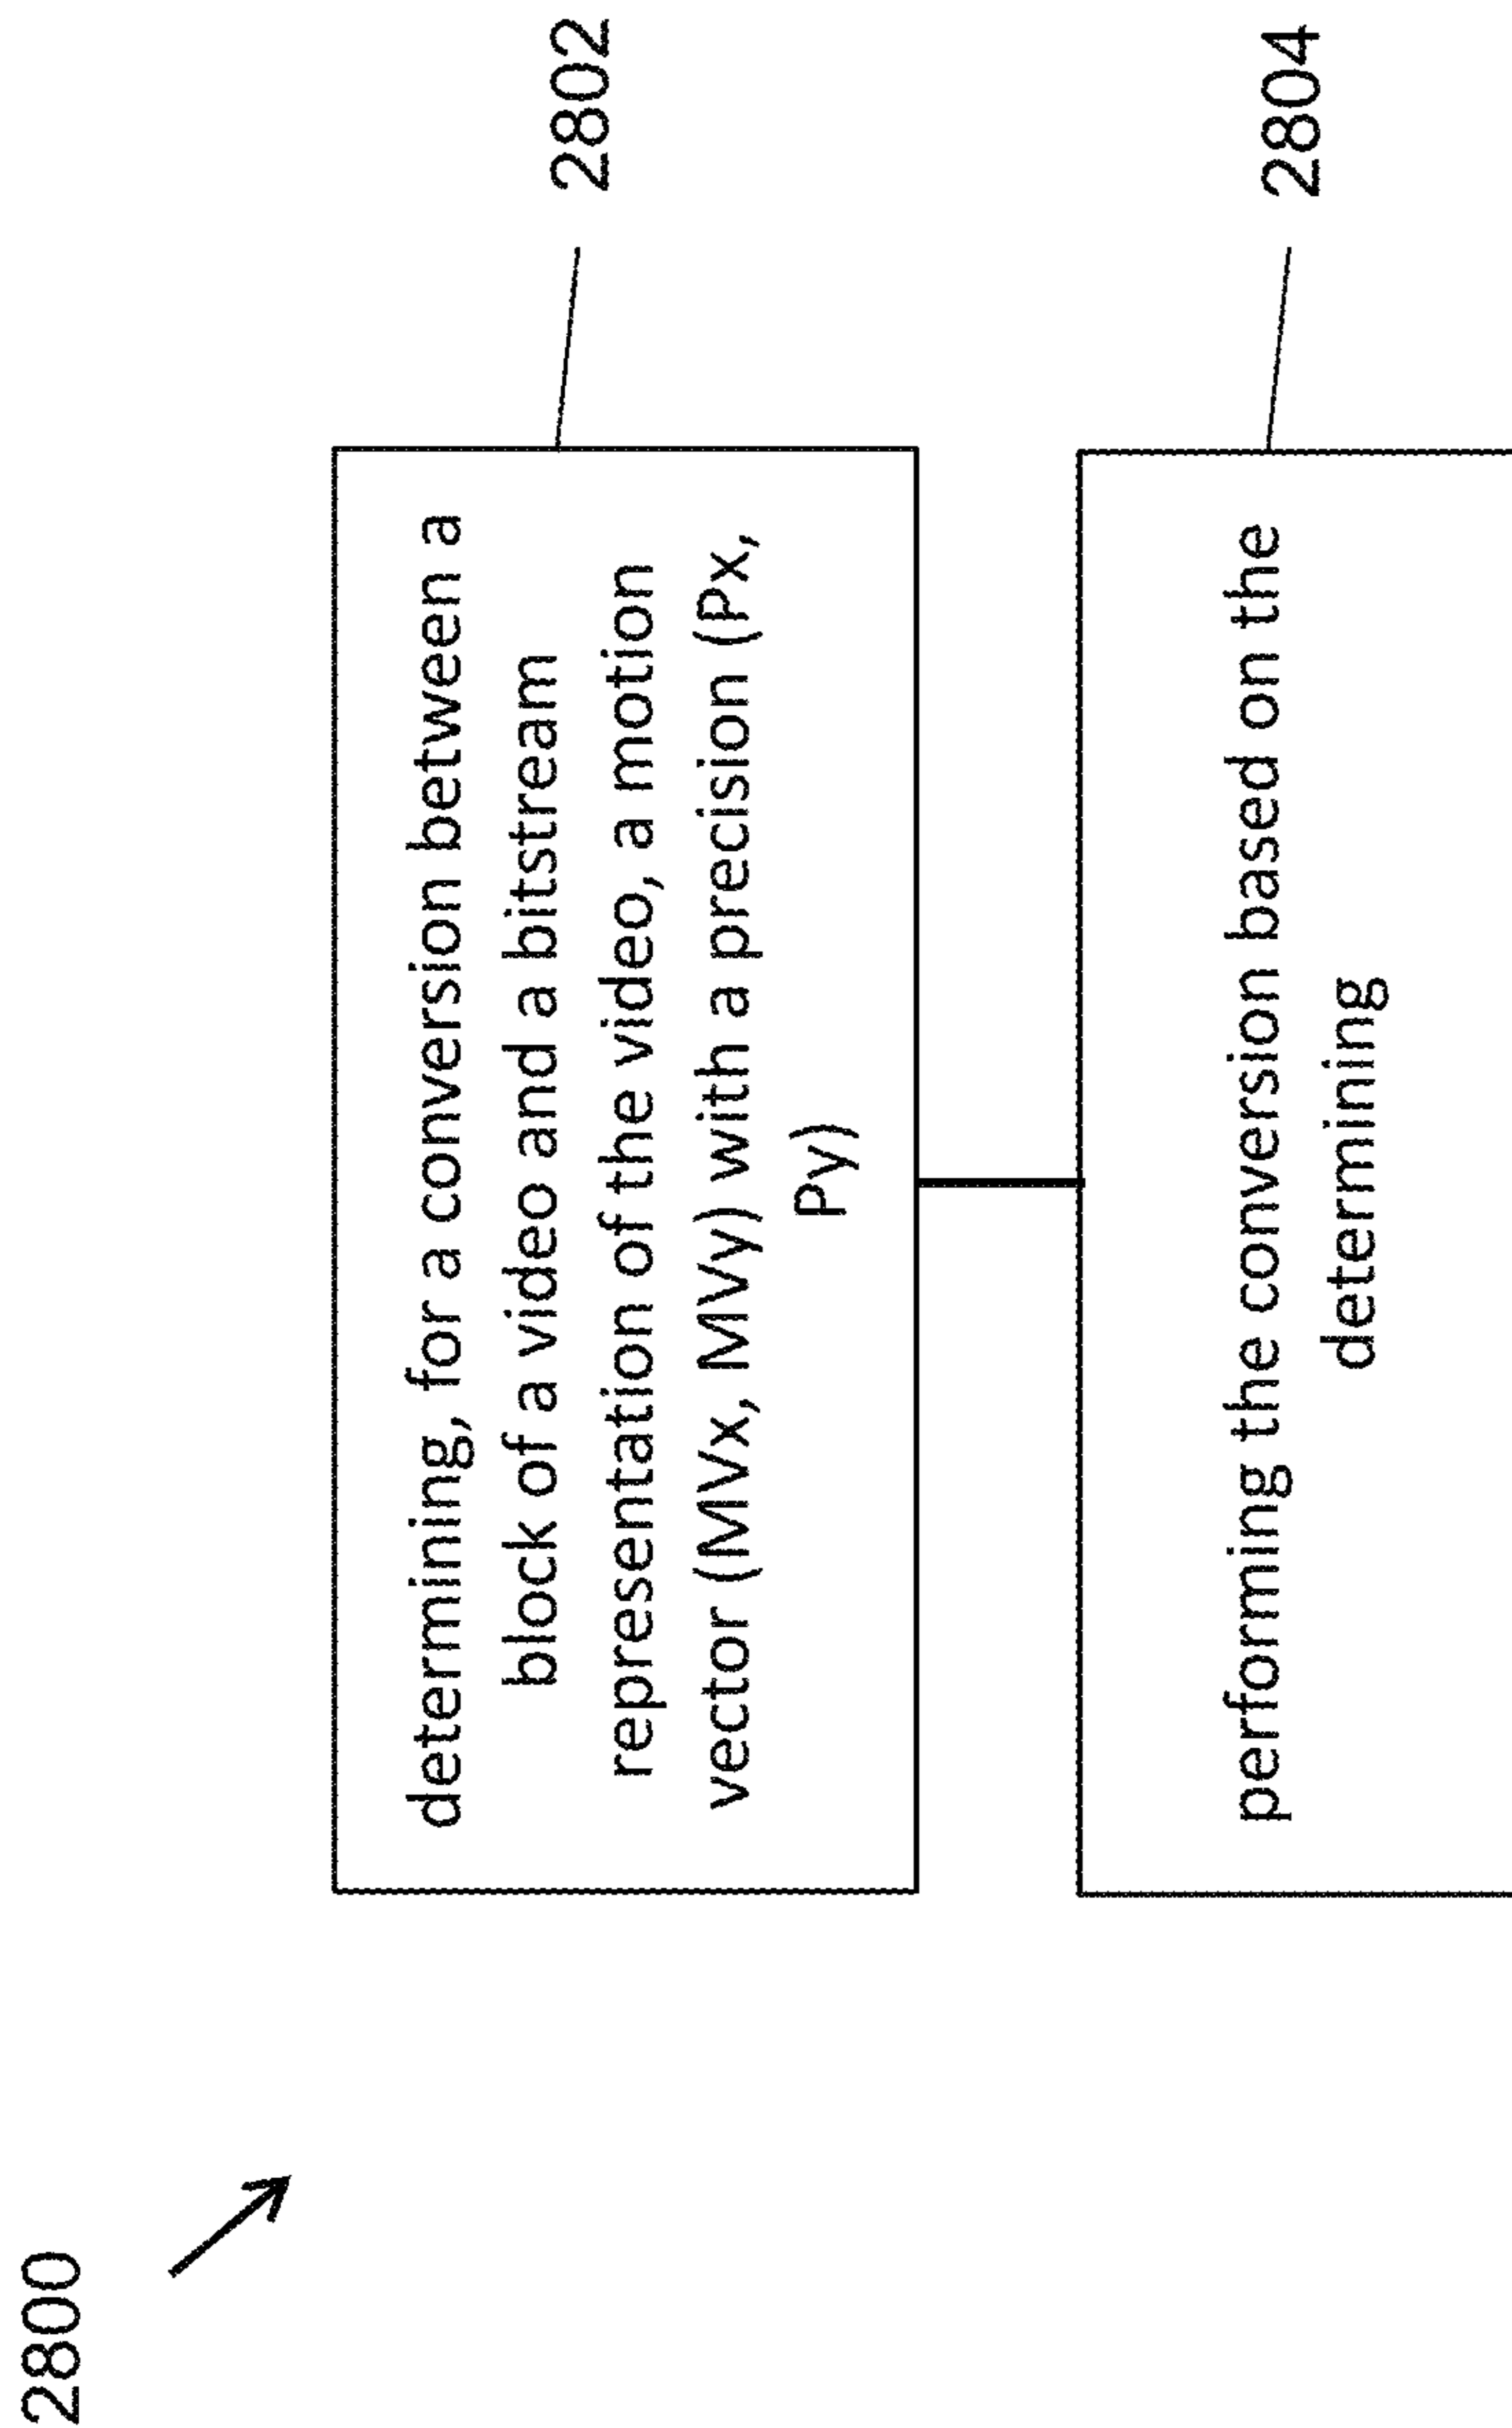 2800
determining, for a conversion between a
block of a video and a bitstream
representation of the video, a motion
vector (MVx, MVy) with a precision (Px,
Py)
2802
performing the conversion based on the
determining
2804